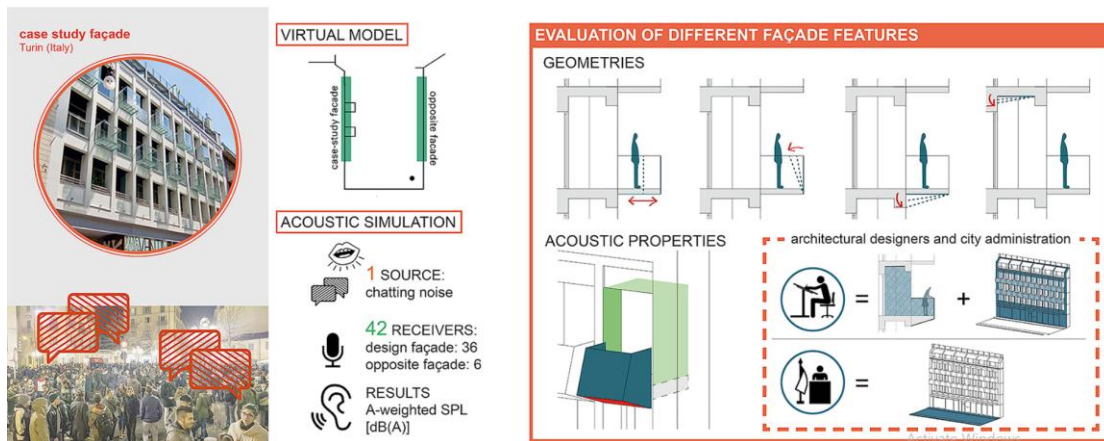 case study façade
Turin (Italy)
VIRTUAL MODEL
case-study façade
opposite façade
ACOUSTIC SIMULATION
1 SOURCE:
chatting noise
42 RECEIVERS:
design façade: 36
opposite façade: 6
RESULTS
A-weighted SPL
[dB(A)]
EVALUATION OF DIFFERENT FAÇADE FEATURES
GEOMETRIES
ACOUSTIC PROPERTIES
architectural designers and city administration
=
+
=
Activate Windows